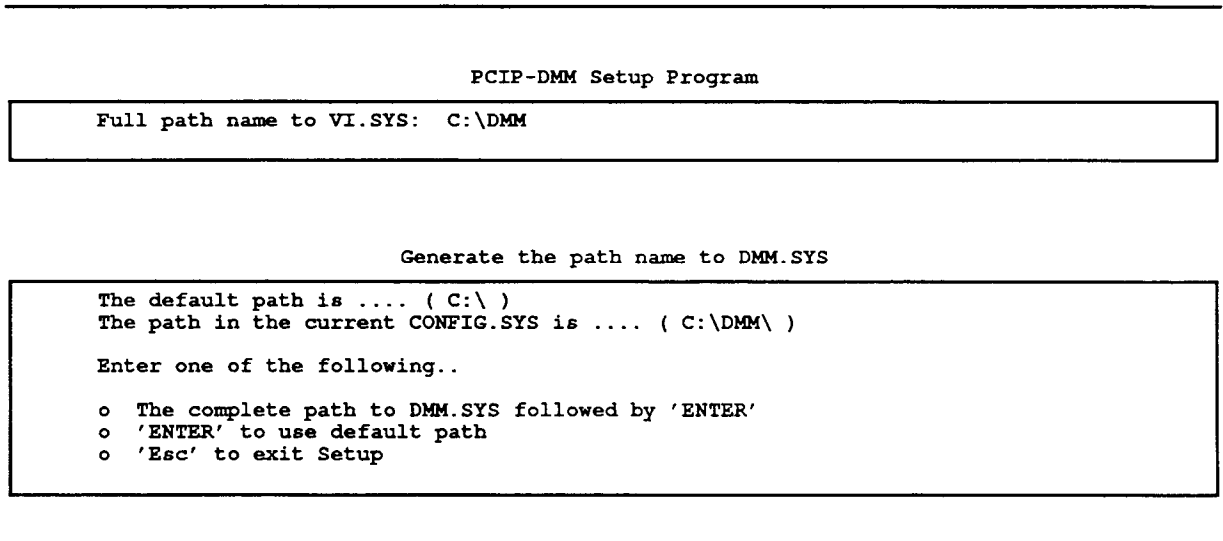 PCIP-DMM Setup Program
Full path name to VI.SYS: C:\DMM
Generate the path name to DMM.SYS
The default path is .... ( C:\ )
The path in the current CONFIG.SYS is .... ( C:\DMM\ )
Enter one of the following..
o The complete path to DMM.SYS followed by 'ENTER'
o 'ENTER' to use default path
o 'Esc' to exit Setup